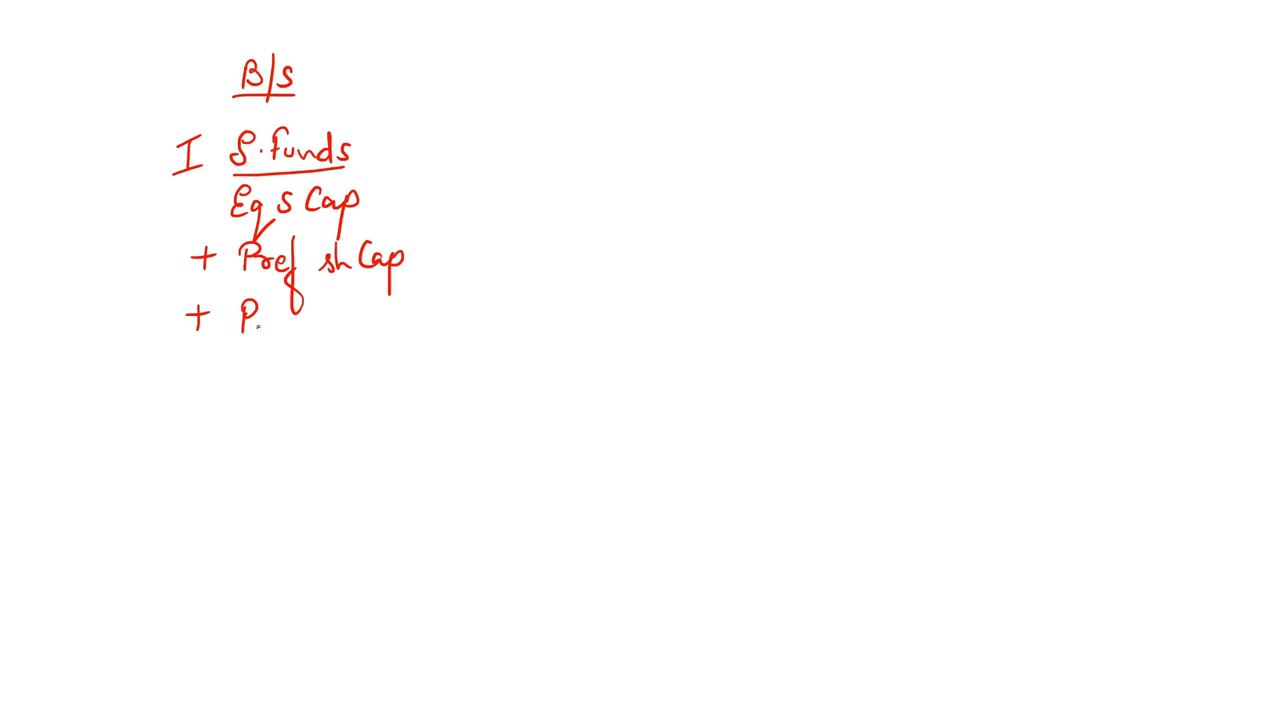 B/S
I S. funds
Eq S Cap
+ Pref sh Cap
+ P